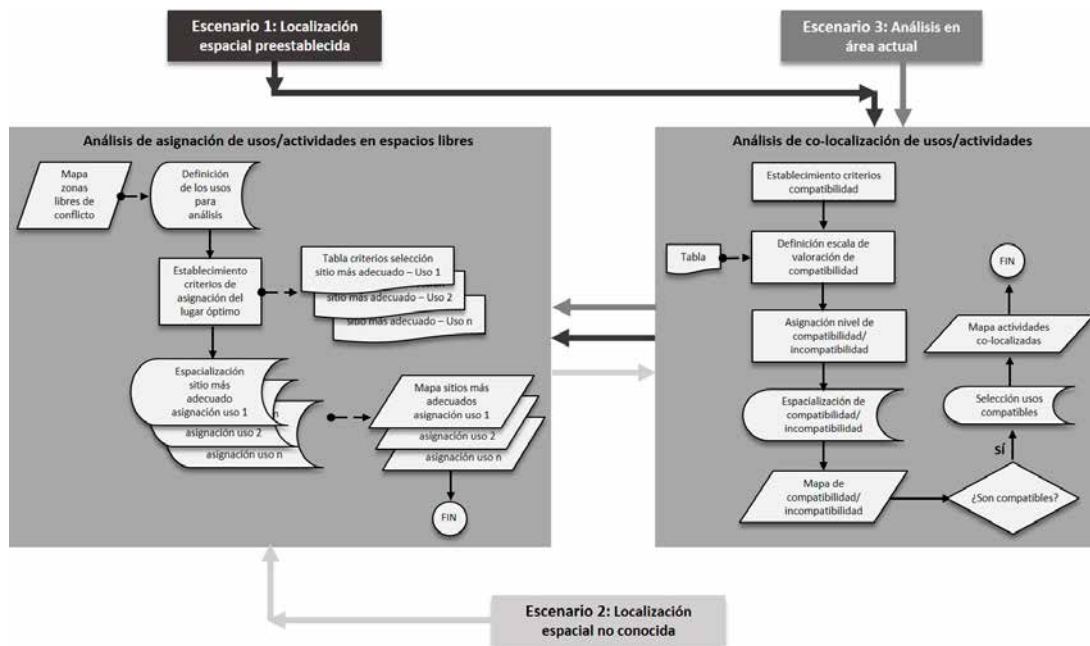 Escenario 1: Localización
espacial preestablecida
Escenario 3: Análisis en
área actual
Análisis de asignación de usos/actividades en espacios libres
Mapa
zonas
libres de
conflicto
Definición
de los usos
para
análisis
Establecimiento
criterios de
asignación del
lugar óptimo
Tabla criterios selección
sitio más adecuado – Uso 1
sitio más adecuado – Uso 2
sitio más adecuado – Uso n
Espacialización
sitio más
adecuado
asignación uso 1
asignación uso 2
asignación uso n
Mapa sitios más
adecuados
asignación uso 1
asignación uso 2
asignación uso n
FIN
Análisis de co-localización de usos/actividades
Establecimiento criterios
compatibilidad
Tabla
Definición escala de
valoración de
compatibilidad
Asignación nivel de
compatibilidad/
incompatibilidad
Espacialización de
compatibilidad/
incompatibilidad
Mapa de
compatibilidad/
incompatibilidad
¿Son compatibles?
SÍ
Selección usos
compatibles
Mapa actividades
co-localizadas
FIN
Escenario 2: Localización
espacial no conocida